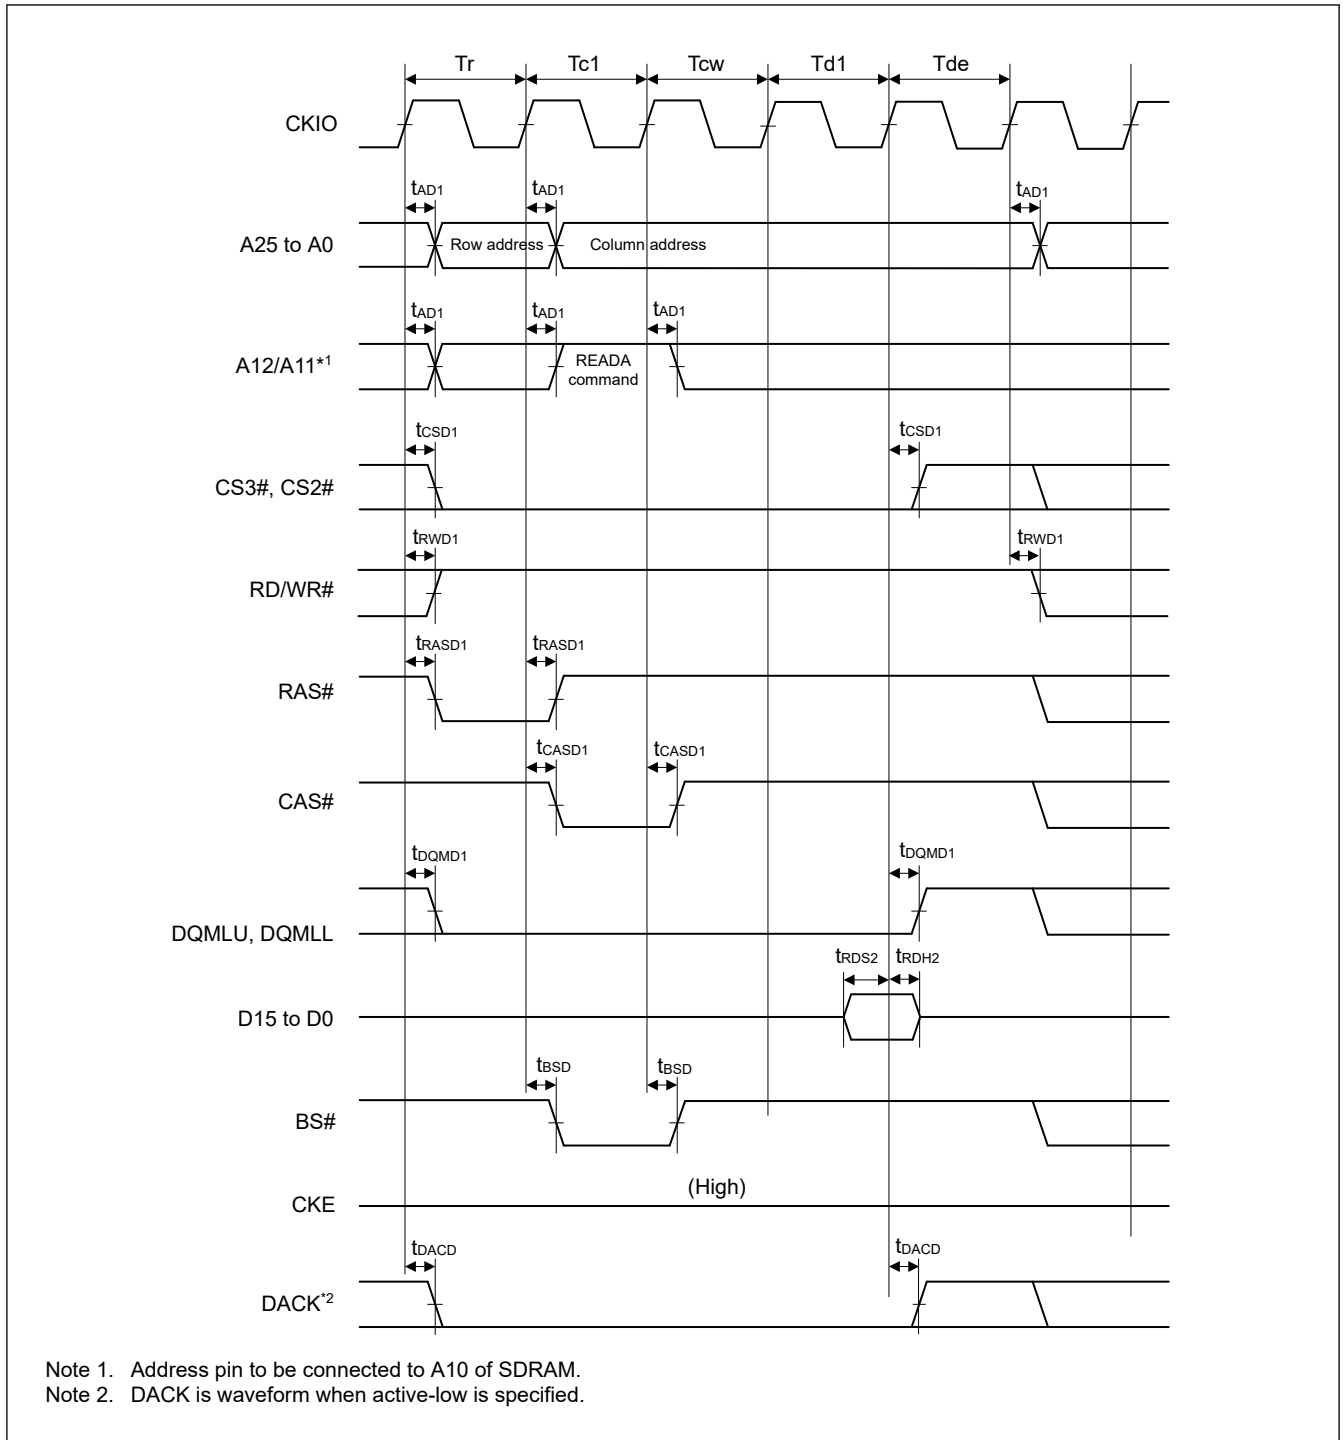 Tr Tc1 Tcw Td1 Tde
CKIO
tAD1 tAD1 tAD1
A25 to A0 Row address Column address
tAD1 tAD1 tAD1
A12/A11*1 READA
command
tCSD1 tCSD1
CS3#, CS2#
tRWD1 tRWD1
RD/WR#
tRASD1 tRASD1
RAS#
tCASD1 tCASD1
CAS#
tDQMD1 tDQMD1
DQMLU, DQMLL
tRDS2 tRDH2
D15 to D0
tBSD tBSD
BS#
(High)
CKE
tDACD tDACD
DACK*2
Note 1. Address pin to be connected to A10 of SDRAM.
Note 2. DACK is waveform when active-low is specified.